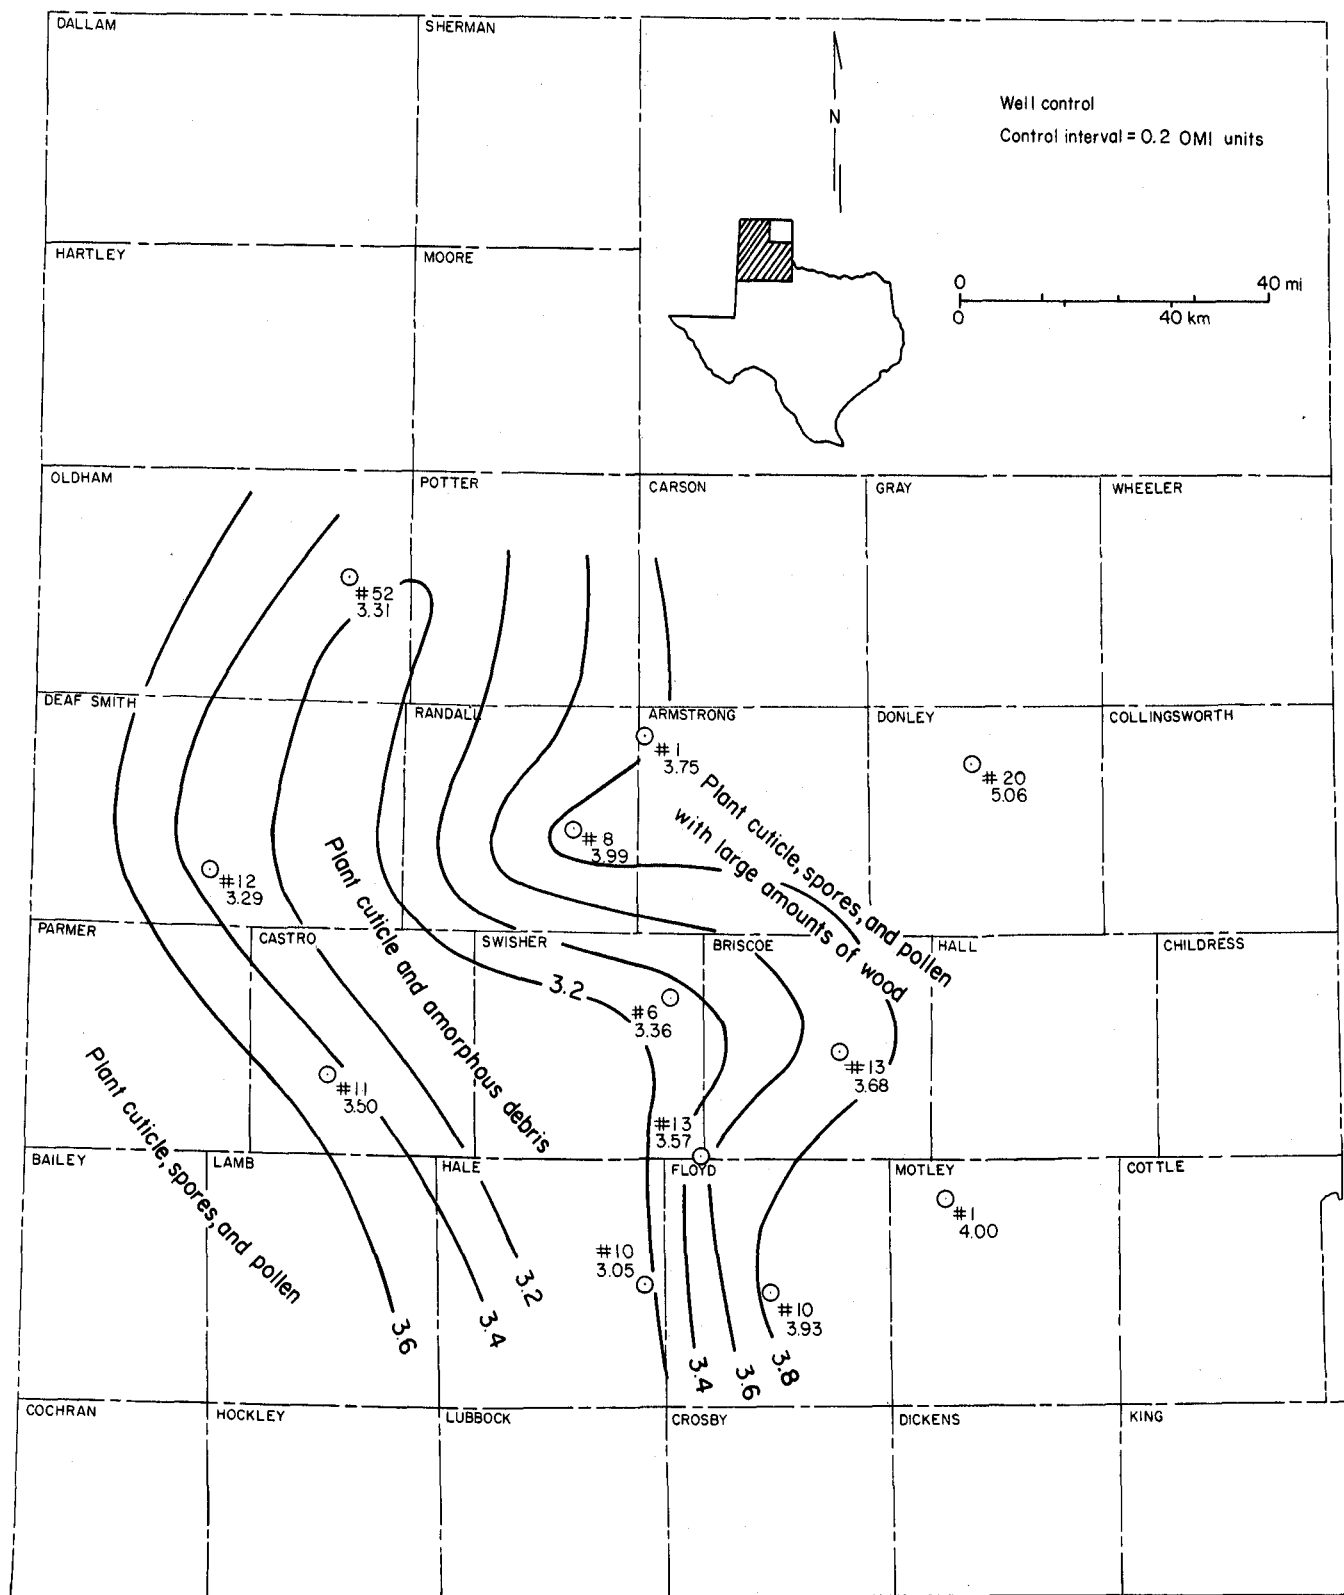 DALLAM
SHERMAN
N
Well control
Control interval = 0.2 OMI units
HARTLEY
MOORE
0
40 mi
0
40 km
OLDHAM
POTTER
CARSON
GRAY
WHEELER
#52
3.31
DEAF SMITH
RANDALL
ARMSTRONG
DONLEY
COLLINGSWORTH
#1
3.75
#20
5.06
Plant cuticle, spores, and pollen
with large amounts of wood
#8
3.99
#12
3.29
Plant cuticle and amorphous debris
PARMER
CASTRO
SWISHER
BRISCOE
HALL
CHILDRESS
3.2
#6
3.36
#13
3.68
#11
3.50
Plant cuticle, spores, and pollen
#13
3.57
BAILEY
LAMB
HALE
FLOYD
MOTLEY
COTTLE
#1
4.00
#10
3.05
#10
3.93
3.6
3.4
3.2
3.4
3.6
3.8
COCHRAN
HOCKLEY
LUBBOCK
CROSBY
DICKENS
KING